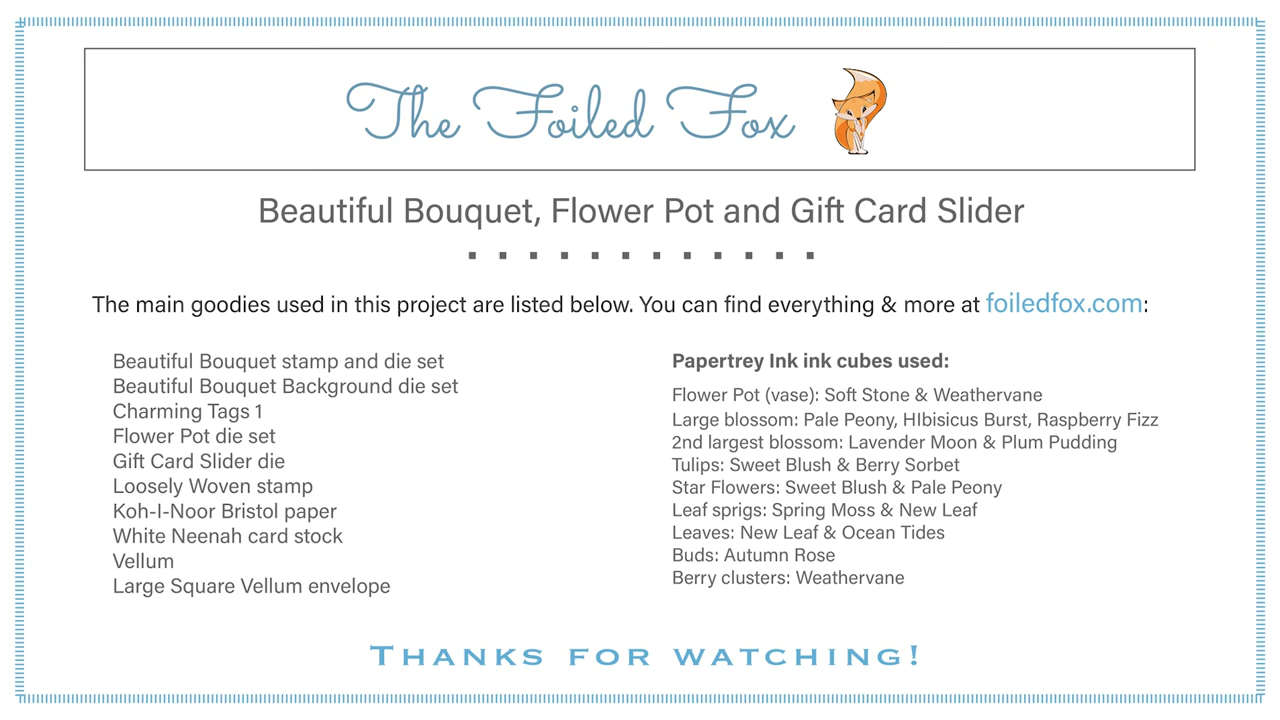 The Foiled Fox
Beautiful Bouquet, Flower Pot and Gift Card Slider
The main goodies used in this project are listed below. You can find everything & more at foiledfox.com:
Beautiful Bouquet stamp and die set
Beautiful Bouquet Background die set
Charming Tags 1
Flower Pot die set
Gift Card Slider die
Loosely Woven stamp
Koh-I-Noor Bristol paper
White Neenah card stock
Vellum
Large Square Vellum envelope
Papertrey Ink ink cubes used:
Flower Pot (vase): Soft Stone & Weathervane
Large blossom: Pale Peony, HIbisicus Burst, Raspberry Fizz
2nd largest blossom: Lavender Moon & Plum Pudding
Tulips: Sweet Blush & Berry Sorbet
Star Flowers: Sweet Blush & Pale Peony
Leaf sprigs: Spring Moss & New Leaf
Leaves: New Leaf & Ocean Tides
Buds: Autumn Rose
Berry clusters: Weathervane
THANKS FOR WATCHING!